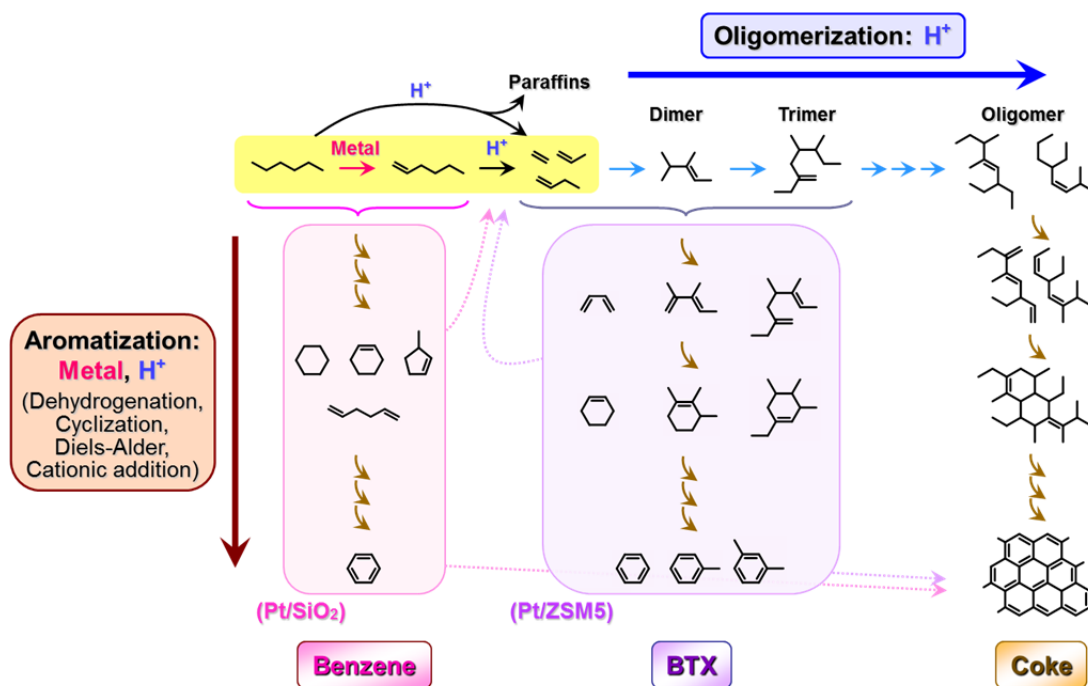 Oligomerization: H⁺
H⁺
Paraffins
Dimer
Trimer
Oligomer
Metal
H⁺
Aromatization:
Metal, H⁺
(Dehydrogenation,
Cyclization,
Diels-Alder,
Cationic addition)
(Pt/SiO₂)
(Pt/ZSM5)
Benzene
BTX
Coke